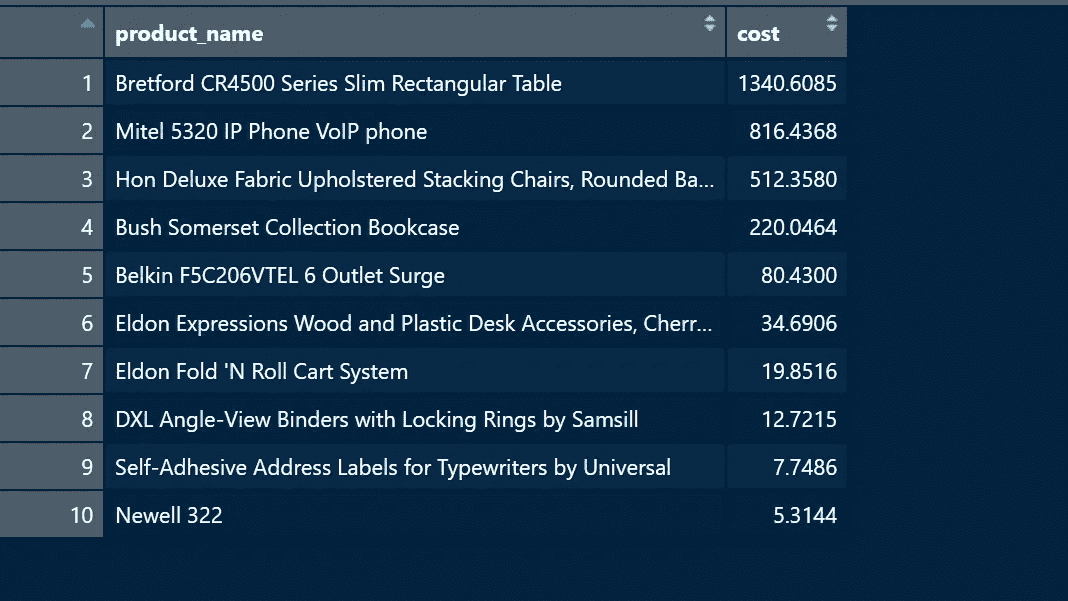 product_name cost
1 Bretford CR4500 Series Slim Rectangular Table 1340.6085
2 Mitel 5320 IP Phone VoIP phone 816.4368
3 Hon Deluxe Fabric Upholstered Stacking Chairs, Rounded Ba... 512.3580
4 Bush Somerset Collection Bookcase 220.0464
5 Belkin F5C206VTEL 6 Outlet Surge 80.4300
6 Eldon Expressions Wood and Plastic Desk Accessories, Cherr... 34.6906
7 Eldon Fold 'N Roll Cart System 19.8516
8 DXL Angle-View Binders with Locking Rings by Samsill 12.7215
9 Self-Adhesive Address Labels for Typewriters by Universal 7.7486
10 Newell 322 5.3144